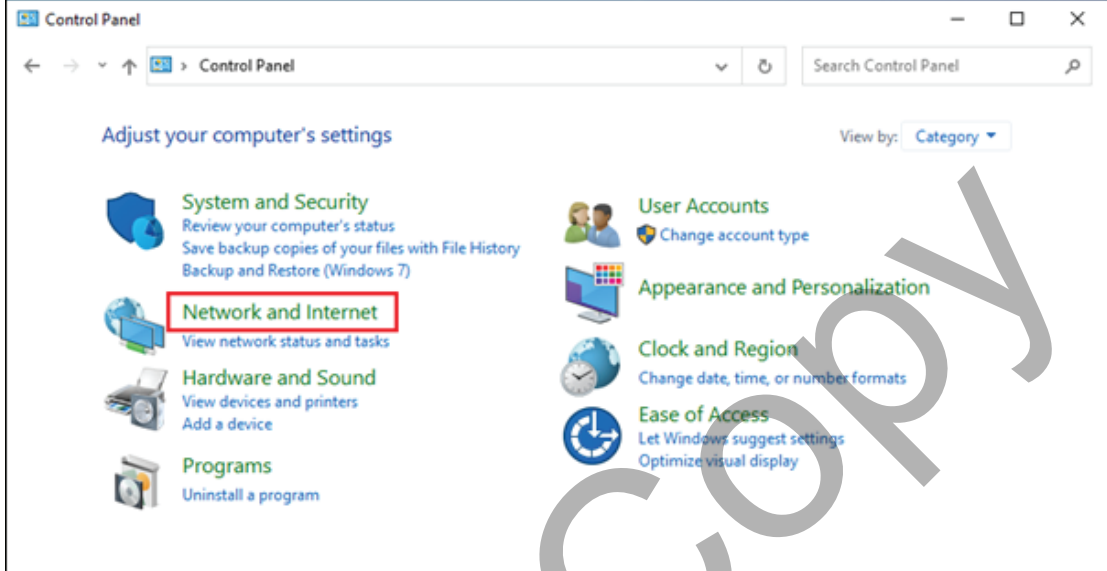 Control Panel
Control Panel
Search Control Panel
Adjust your computer's settings
View by: Category
System and Security
Review your computer's status
Save backup copies of your files with File History
Backup and Restore (Windows 7)
Network and Internet
View network status and tasks
Hardware and Sound
View devices and printers
Add a device
Programs
Uninstall a program
User Accounts
Change account type
Appearance and Personalization
Clock and Region
Change date, time, or number formats
Ease of Access
Let Windows suggest settings
Optimize visual display
Copy